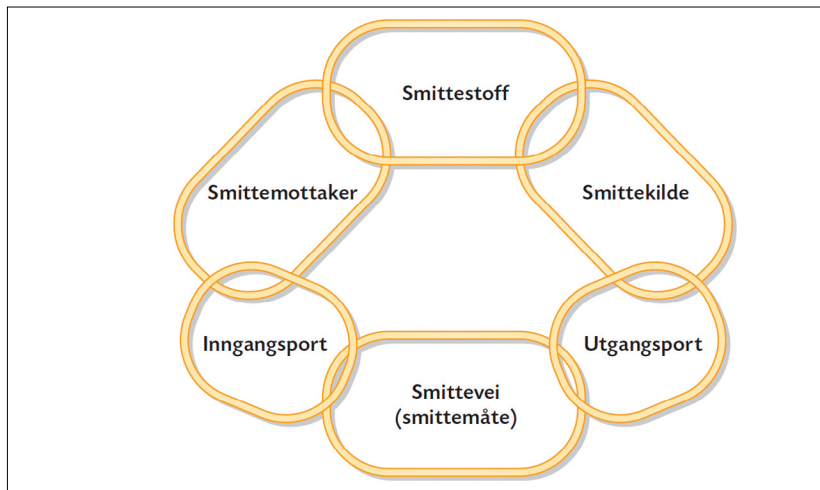 Smittestoff
Smittemottaker
Smittekilde
Inngangsport
Utgangsport
Smittevei
(smittemåte)